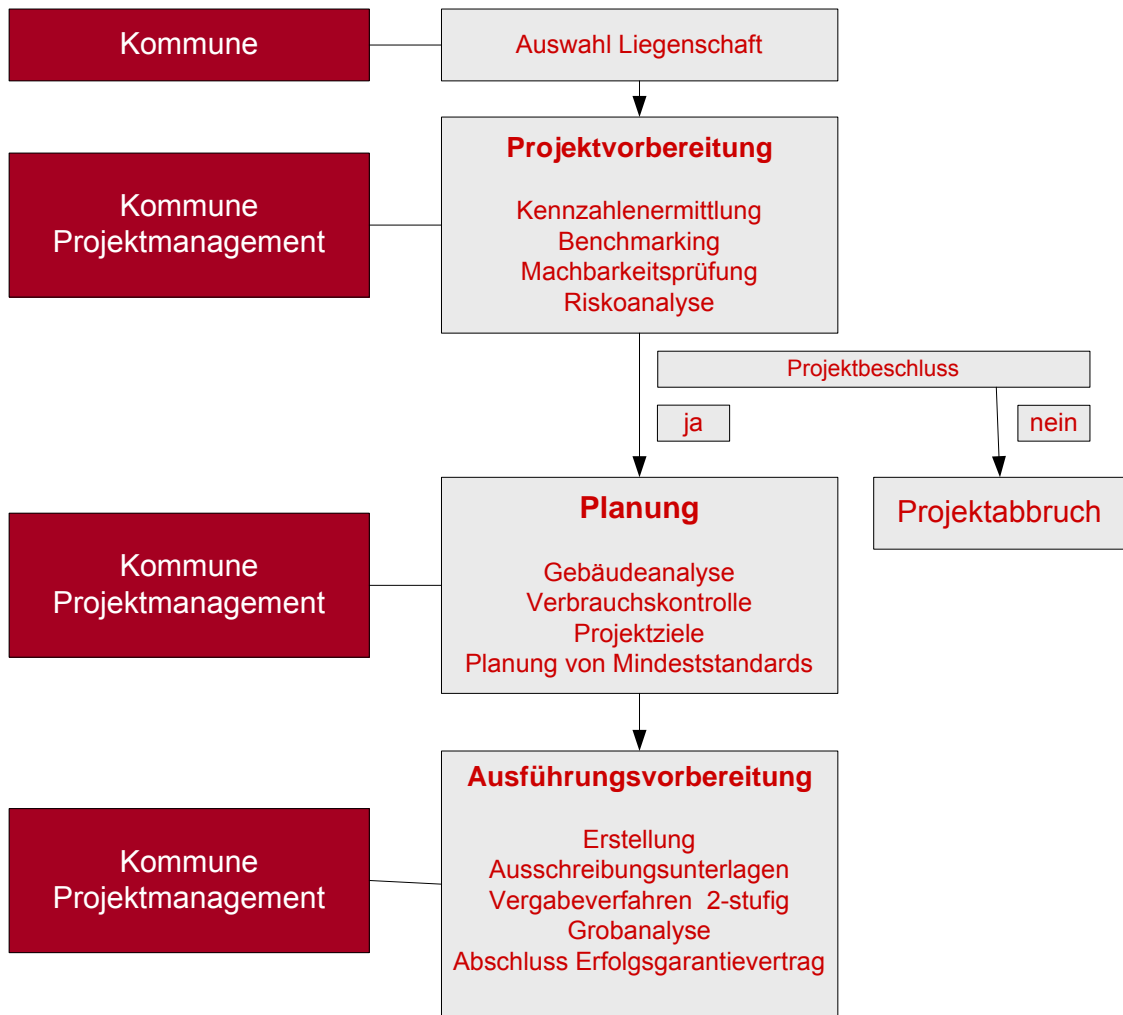 Kommune
Auswahl Liegenschaft
Kommune
Projektmanagement
Projektvorbereitung
Kennzahlenermittlung
Benchmarking
Machbarkeitsprüfung
Riskoanalyse
Projektbeschluss
ja
nein
Kommune
Projektmanagement
Planung
Gebäudeanalyse
Verbrauchskontrolle
Projektziele
Planung von Mindeststandards
Projektabbruch
Kommune
Projektmanagement
Ausführungsvorbereitung
Erstellung
Ausschreibungsunterlagen
Vergabeverfahren 2-stufig
Grobanalyse
Abschluss Erfolgsgarantievertrag